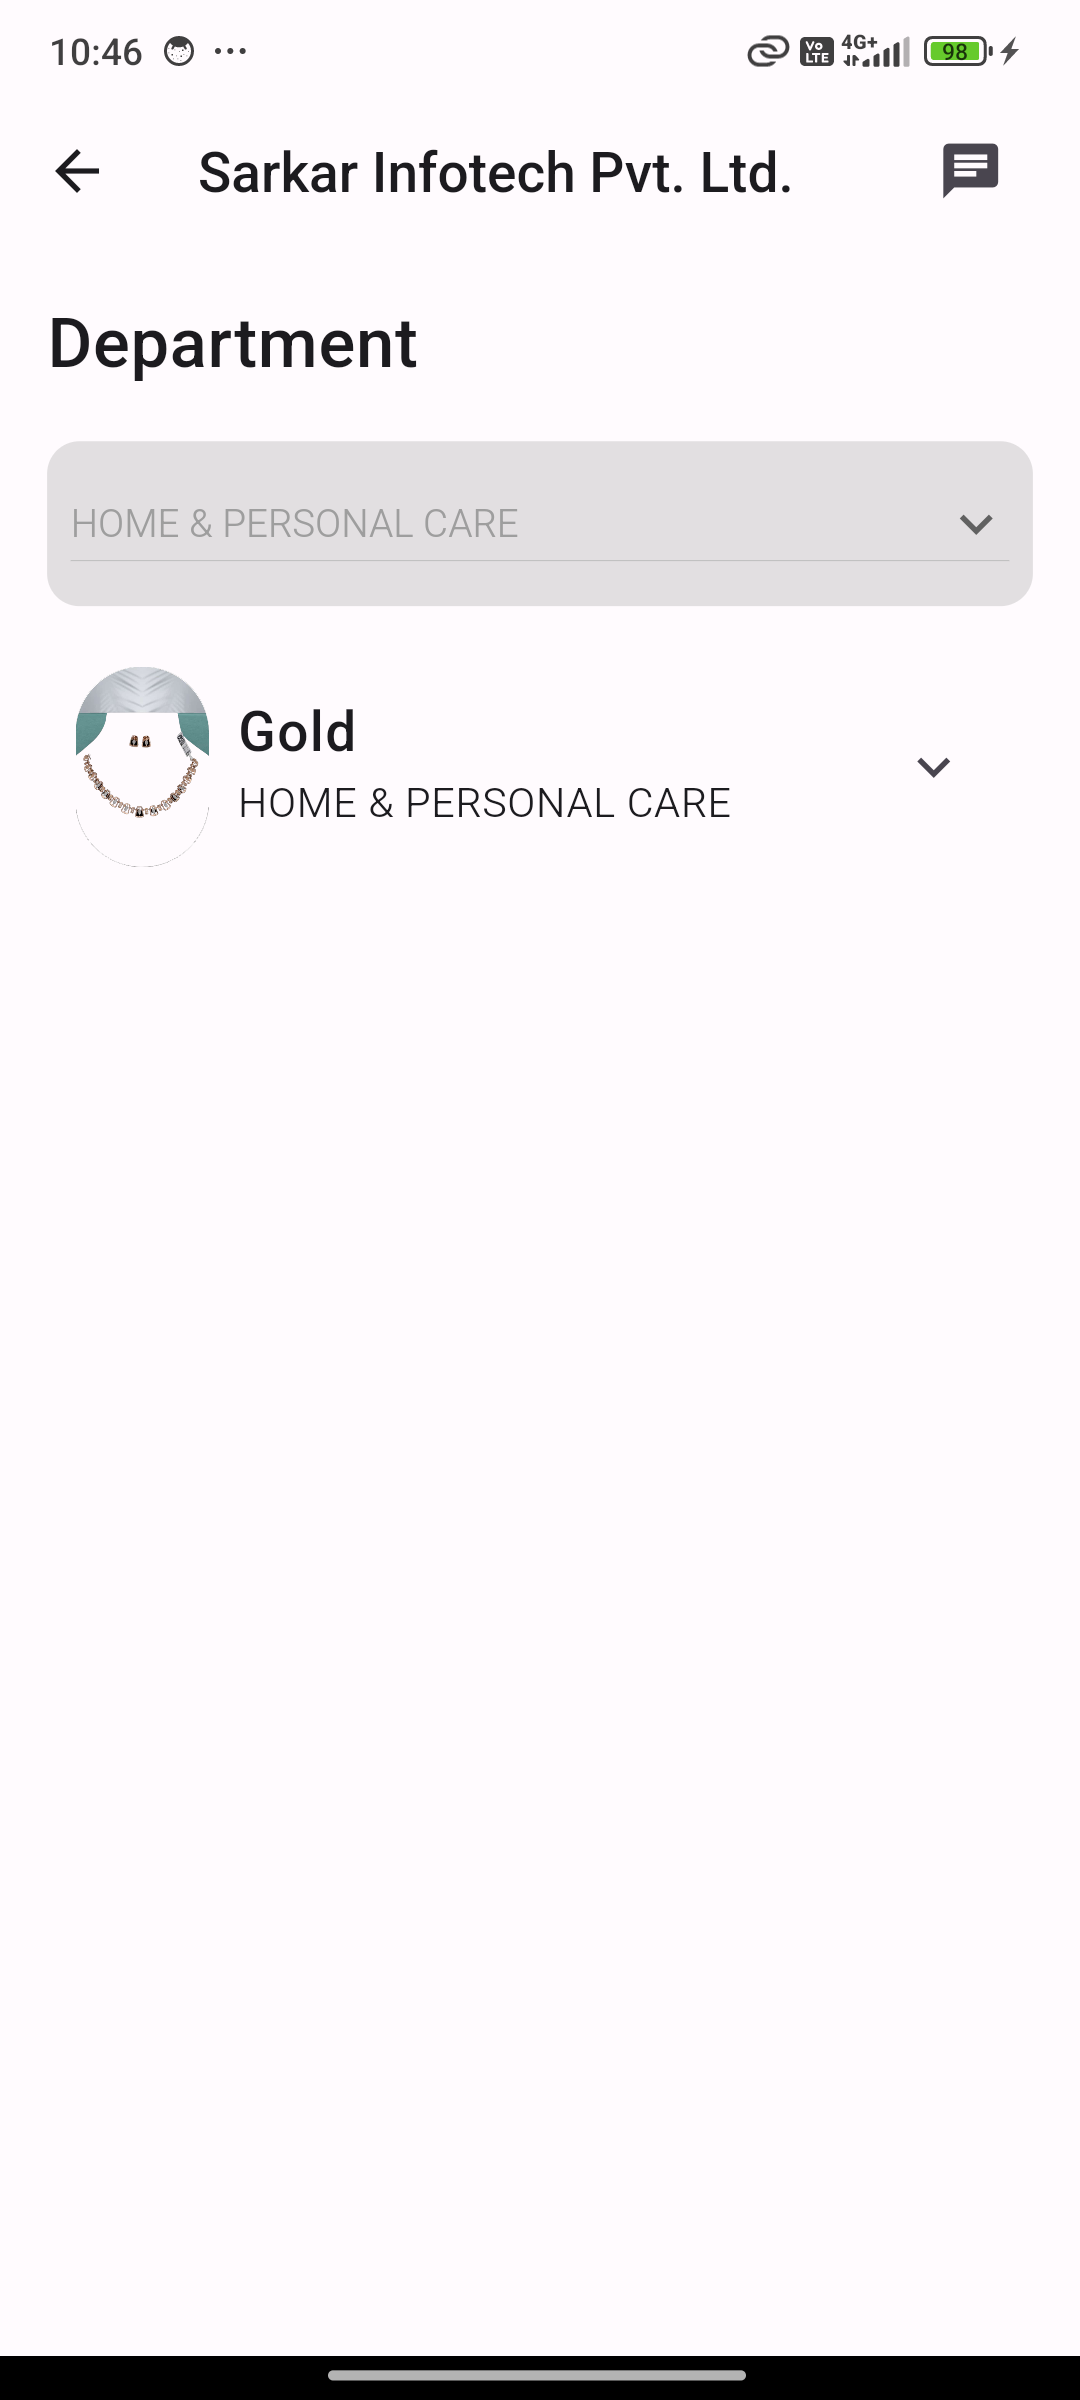 10:46
Vo LTE 4G+ 98
Sarkar Infotech Pvt. Ltd.
Department
HOME & PERSONAL CARE
Gold
HOME & PERSONAL CARE